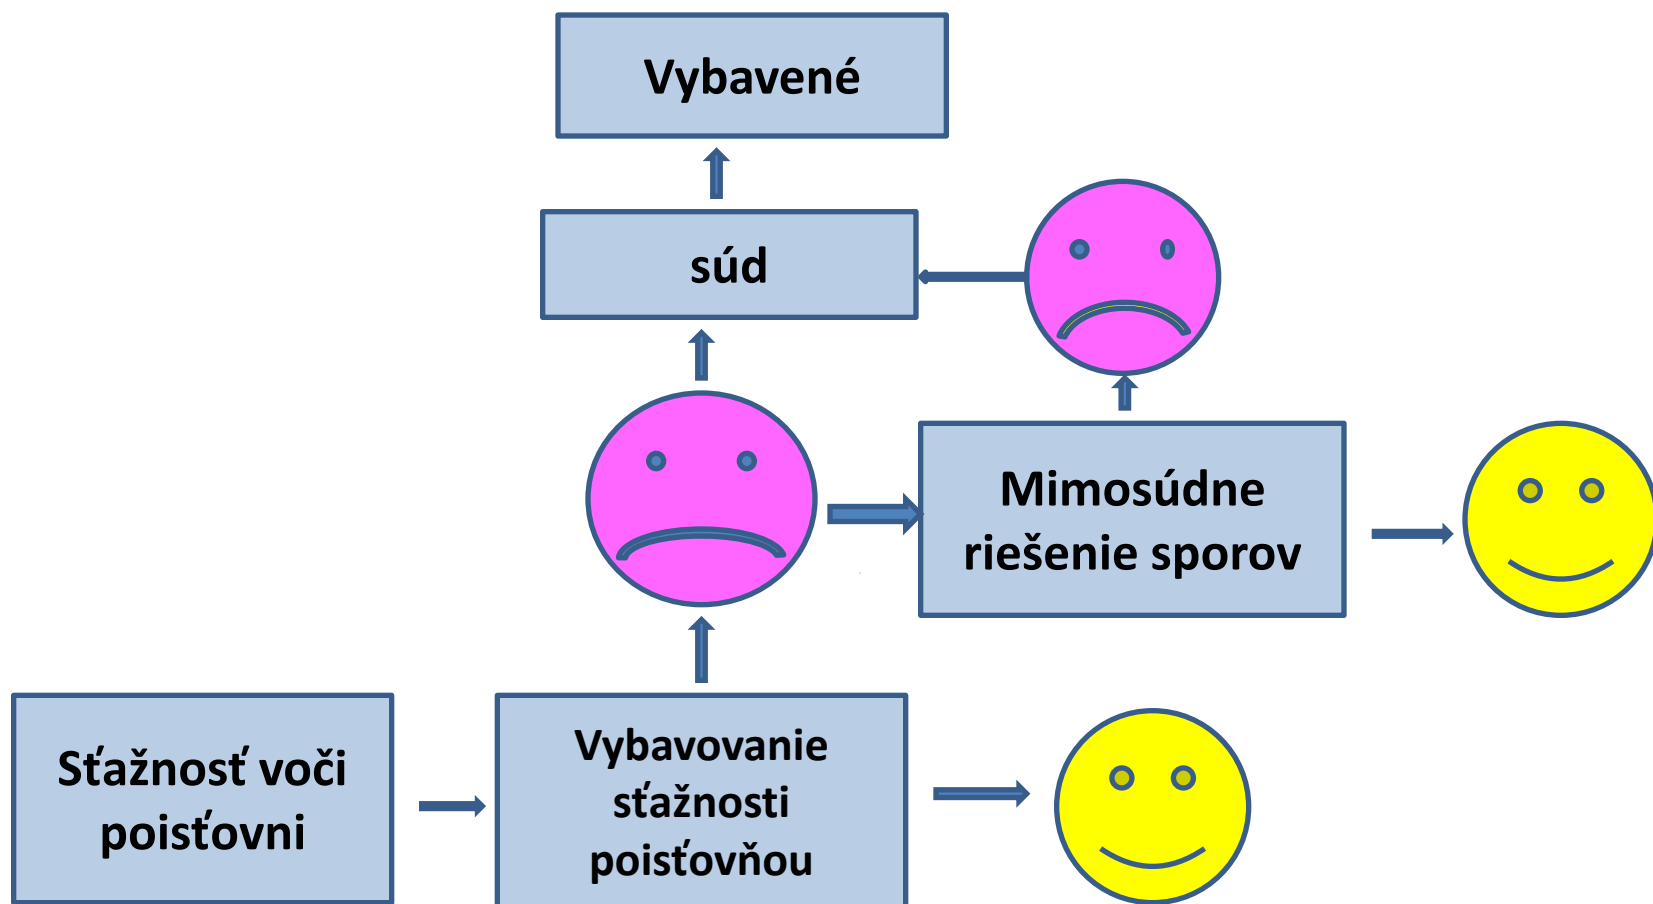 Vybavené
súd
Mimosúdne
riešenie sporov
Sťažnosť voči
poisťovni
Vybavovanie
sťažnosti
poisťovňou